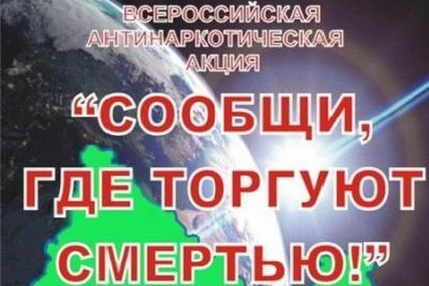 ВСЕРОССИЙСКАЯ
АНТИНАРКОТИЧЕСКАЯ
АКЦИЯ
“СООБЩИ,
ГДЕ ТОРГУЮТ
СМЕРТЬЮ!”